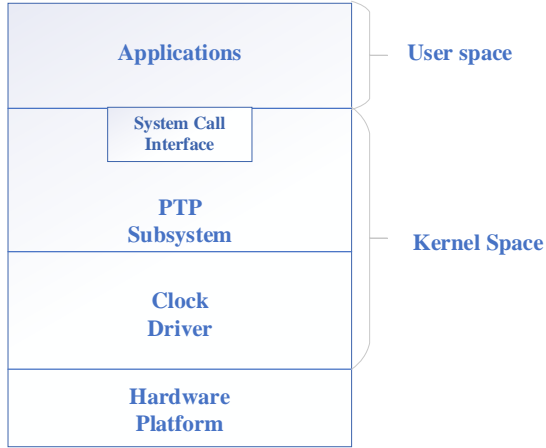 Applications
User space
System Call
Interface
PTP
Subsystem
Kernel Space
Clock
Driver
Hardware
Platform